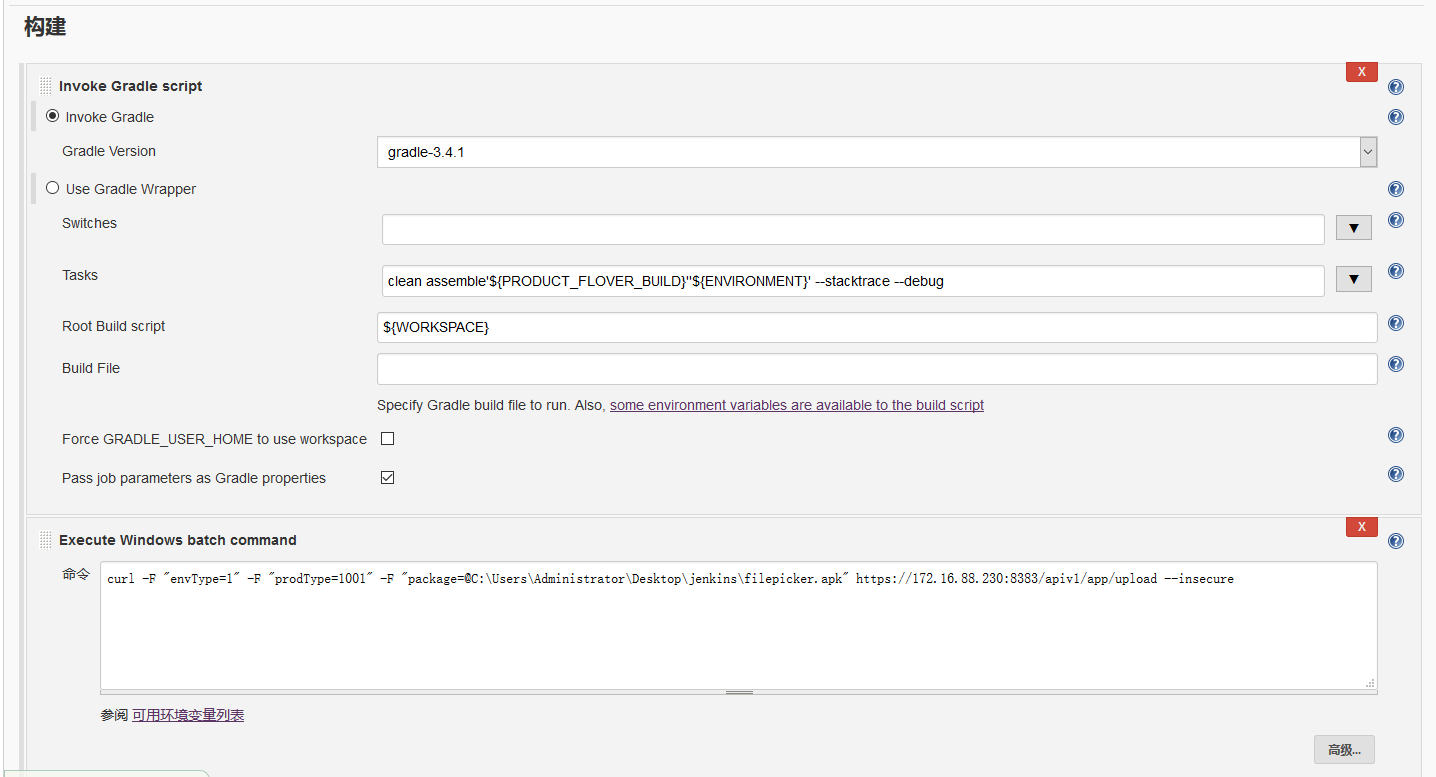 构建
X
Invoke Gradle script
Invoke Gradle
Gradle Version
gradle-3.4.1
Use Gradle Wrapper
Switches
Tasks
clean assemble'${PRODUCT_FLOVER_BUILD}''${ENVIRONMENT}' --stacktrace --debug
Root Build script
${WORKSPACE}
Build File
Specify Gradle build file to run. Also, some environment variables are available to the build script
Force GRADLE_USER_HOME to use workspace
Pass job parameters as Gradle properties
X
Execute Windows batch command
命令
curl -F "envType=1" -F "prodType=1001" -F "package=@C:\Users\Administrator\Desktop\jenkins\filepicker.apk" https://172.16.88.230:8383/apiv1/app/upload --insecure
参阅 可用环境变量列表
高级...